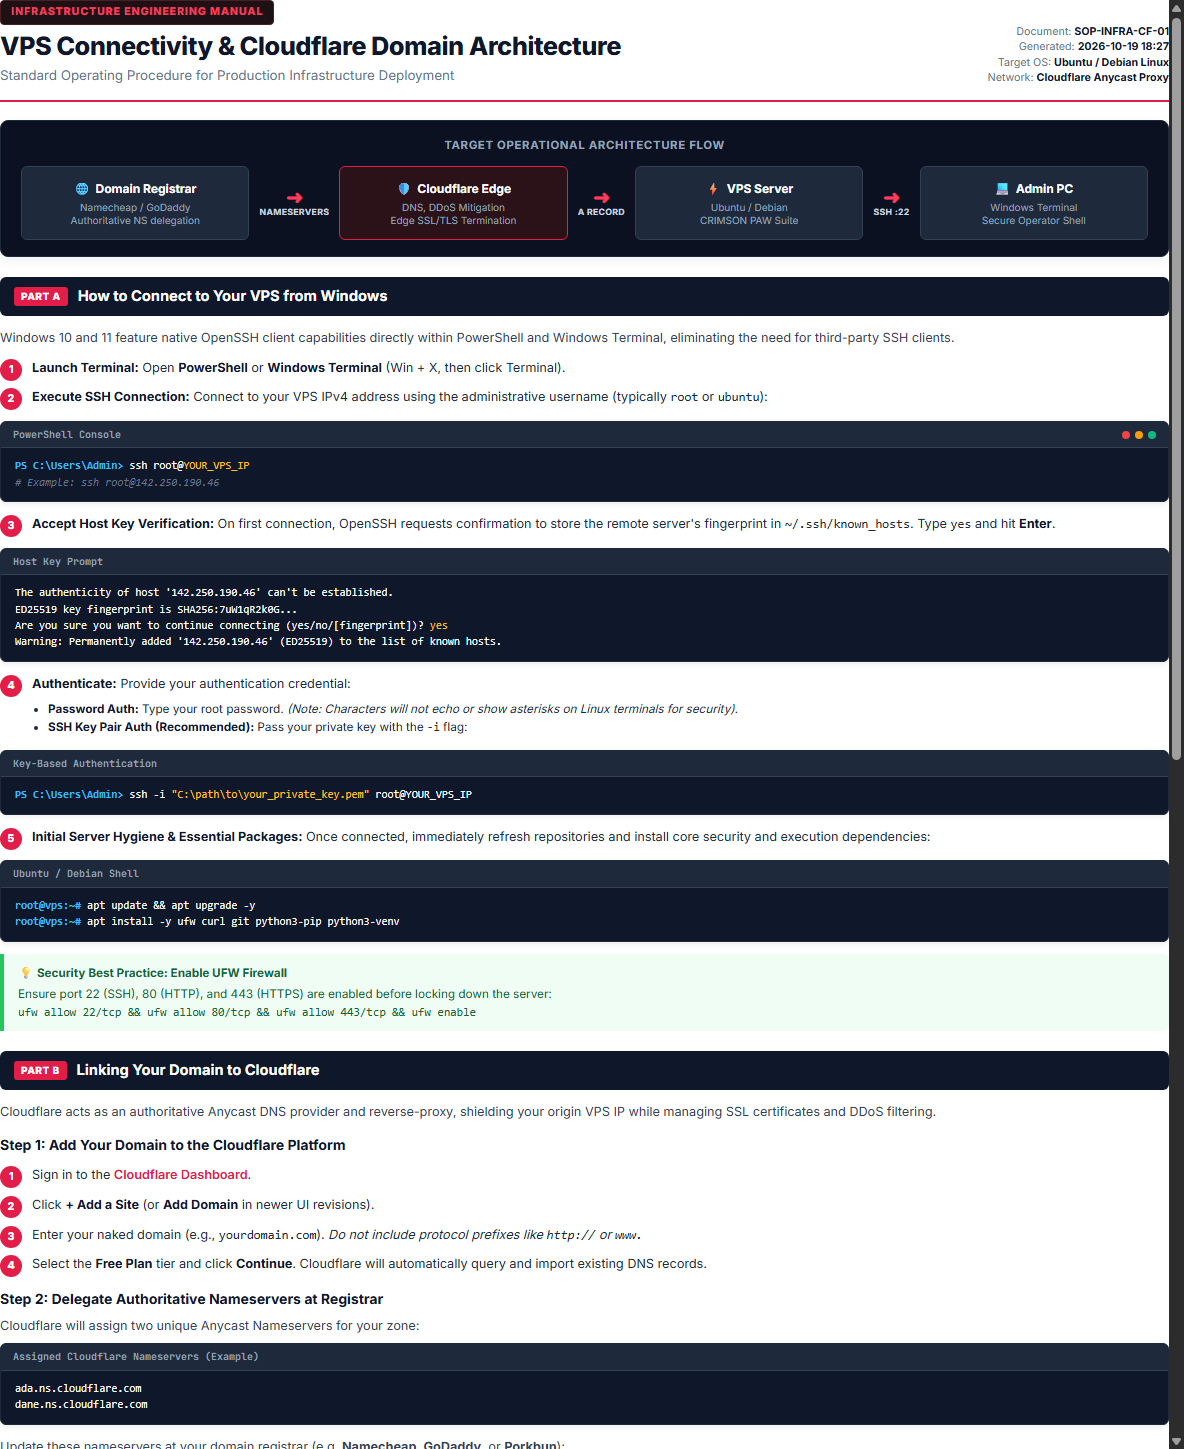 INFRASTRUCTURE ENGINEERING MANUAL
VPS Connectivity & Cloudflare Domain Architecture
Standard Operating Procedure for Production Infrastructure Deployment
Document: SOP-INFRA-CF-01
Generated: 2026-10-19 18:27
Target OS: Ubuntu / Debian Linux
Network: Cloudflare Anycast Proxy
TARGET OPERATIONAL ARCHITECTURE FLOW
Domain Registrar
Namecheap / GoDaddy
Authoritative NS delegation
NAMESERVERS
Cloudflare Edge
DNS, DDoS Mitigation
Edge SSL/TLS Termination
A RECORD
VPS Server
Ubuntu / Debian
CRIMSON PAW Suite
SSH :22
Admin PC
Windows Terminal
Secure Operator Shell
PART A How to Connect to Your VPS from Windows
Windows 10 and 11 feature native OpenSSH client capabilities directly within PowerShell and Windows Terminal, eliminating the need for third-party SSH clients.
1 Launch Terminal: Open PowerShell or Windows Terminal (Win + X, then click Terminal).
2 Execute SSH Connection: Connect to your VPS IPv4 address using the administrative username (typically root or ubuntu):
PowerShell Console
PS C:\Users\Admin> ssh root@YOUR_VPS_IP
# Example: ssh root@142.250.190.46
3 Accept Host Key Verification: On first connection, OpenSSH requests confirmation to store the remote server's fingerprint in ~/.ssh/known_hosts. Type yes and hit Enter.
Host Key Prompt
The authenticity of host '142.250.190.46' can't be established.
ED25519 key fingerprint is SHA256:7uW1qR2k0G...
Are you sure you want to continue connecting (yes/no/[fingerprint])? yes
Warning: Permanently added '142.250.190.46' (ED25519) to the list of known hosts.
4 Authenticate: Provide your authentication credential:
• Password Auth: Type your root password. (Note: Characters will not echo or show asterisks on Linux terminals for security).
• SSH Key Pair Auth (Recommended): Pass your private key with the -i flag:
Key-Based Authentication
PS C:\Users\Admin> ssh -i "C:\path\to\your_private_key.pem" root@YOUR_VPS_IP
5 Initial Server Hygiene & Essential Packages: Once connected, immediately refresh repositories and install core security and execution dependencies:
Ubuntu / Debian Shell
root@vps:~# apt update && apt upgrade -y
root@vps:~# apt install -y ufw curl git python3-pip python3-venv
Security Best Practice: Enable UFW Firewall
Ensure port 22 (SSH), 80 (HTTP), and 443 (HTTPS) are enabled before locking down the server:
ufw allow 22/tcp && ufw allow 80/tcp && ufw allow 443/tcp && ufw enable
PART B Linking Your Domain to Cloudflare
Cloudflare acts as an authoritative Anycast DNS provider and reverse-proxy, shielding your origin VPS IP while managing SSL certificates and DDoS filtering.
Step 1: Add Your Domain to the Cloudflare Platform
1 Sign in to the Cloudflare Dashboard.
2 Click + Add a Site (or Add Domain in newer UI revisions).
3 Enter your naked domain (e.g., yourdomain.com). Do not include protocol prefixes like http:// or www.
4 Select the Free Plan tier and click Continue. Cloudflare will automatically query and import existing DNS records.
Step 2: Delegate Authoritative Nameservers at Registrar
Cloudflare will assign two unique Anycast Nameservers for your zone:
Assigned Cloudflare Nameservers (Example)
ada.ns.cloudflare.com
dane.ns.cloudflare.com
Update these nameservers at your domain registrar (e.g. Namecheap, GoDaddy, or Porkbun):